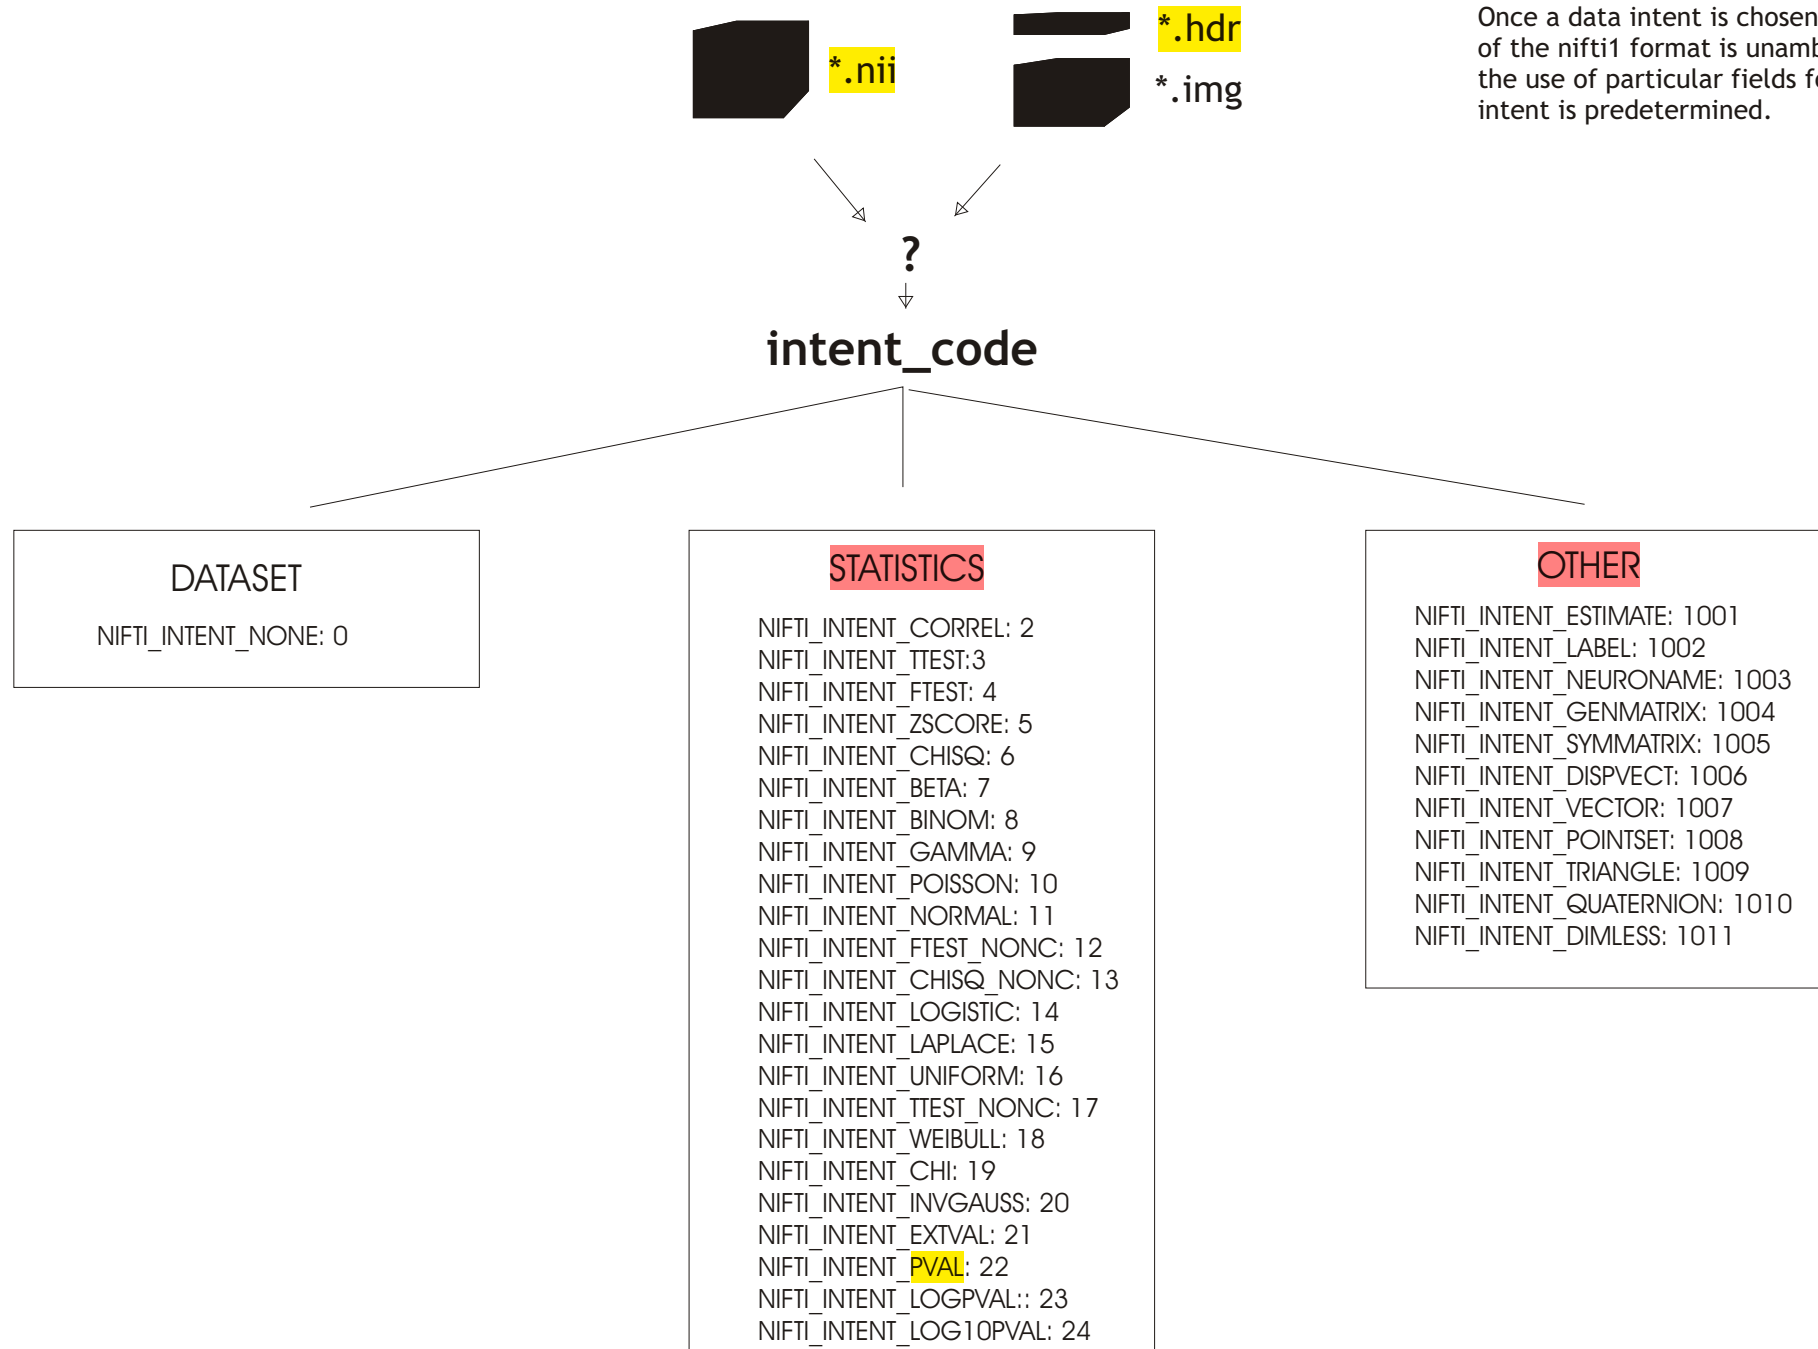 *.nii
*.hdr
*.img
Once a data intent is chosen
of the nifti1 format is
the use of particular fields
intent is predetermined.
?
intent_code
DATASET
NIFTI_INTENT_NONE: 0
STATISTICS
NIFTI_INTENT_CORREL: 2
NIFTI_INTENT_TTEST:3
NIFTI_INTENT_FTEST: 4
NIFTI_INTENT_ZSCORE: 5
NIFTI_INTENT_CHISQ: 6
NIFTI_INTENT_BETA: 7
NIFTI_INTENT_BINOM: 8
NIFTI_INTENT_GAMMA: 9
NIFTI_INTENT_POISSON: 10
NIFTI_INTENT_NORMAL: 11
NIFTI_INTENT_FTEST_NONC: 12
NIFTI_INTENT_CHISQ_NONC: 13
NIFTI_INTENT_LOGISTIC: 14
NIFTI_INTENT_LAPLACE: 15
NIFTI_INTENT_UNIFORM: 16
NIFTI_INTENT_TTEST_NONC: 17
NIFTI_INTENT_WEIBULL: 18
NIFTI_INTENT_CHI: 19
NIFTI_INTENT_INVGAUSS: 20
NIFTI_INTENT_EXTVAL: 21
NIFTI_INTENT_PVAL: 22
NIFTI_INTENT_LOGPVAL:: 23
NIFTI_INTENT_LOG10PVAL: 24
OTHER
NIFTI_INTENT_ESTIMATE: 1001
NIFTI_INTENT_LABEL: 1002
NIFTI_INTENT_NEURONAME: 1003
NIFTI_INTENT_GENMATRIX: 1004
NIFTI_INTENT_SYMMATRIX: 1005
NIFTI_INTENT_DISPVECT: 1006
NIFTI_INTENT_VECTOR: 1007
NIFTI_INTENT_POINTSET: 1008
NIFTI_INTENT_TRIANGLE: 1009
NIFTI_INTENT_QUATERNION: 1010
NIFTI_INTENT_DIMLESS: 1011